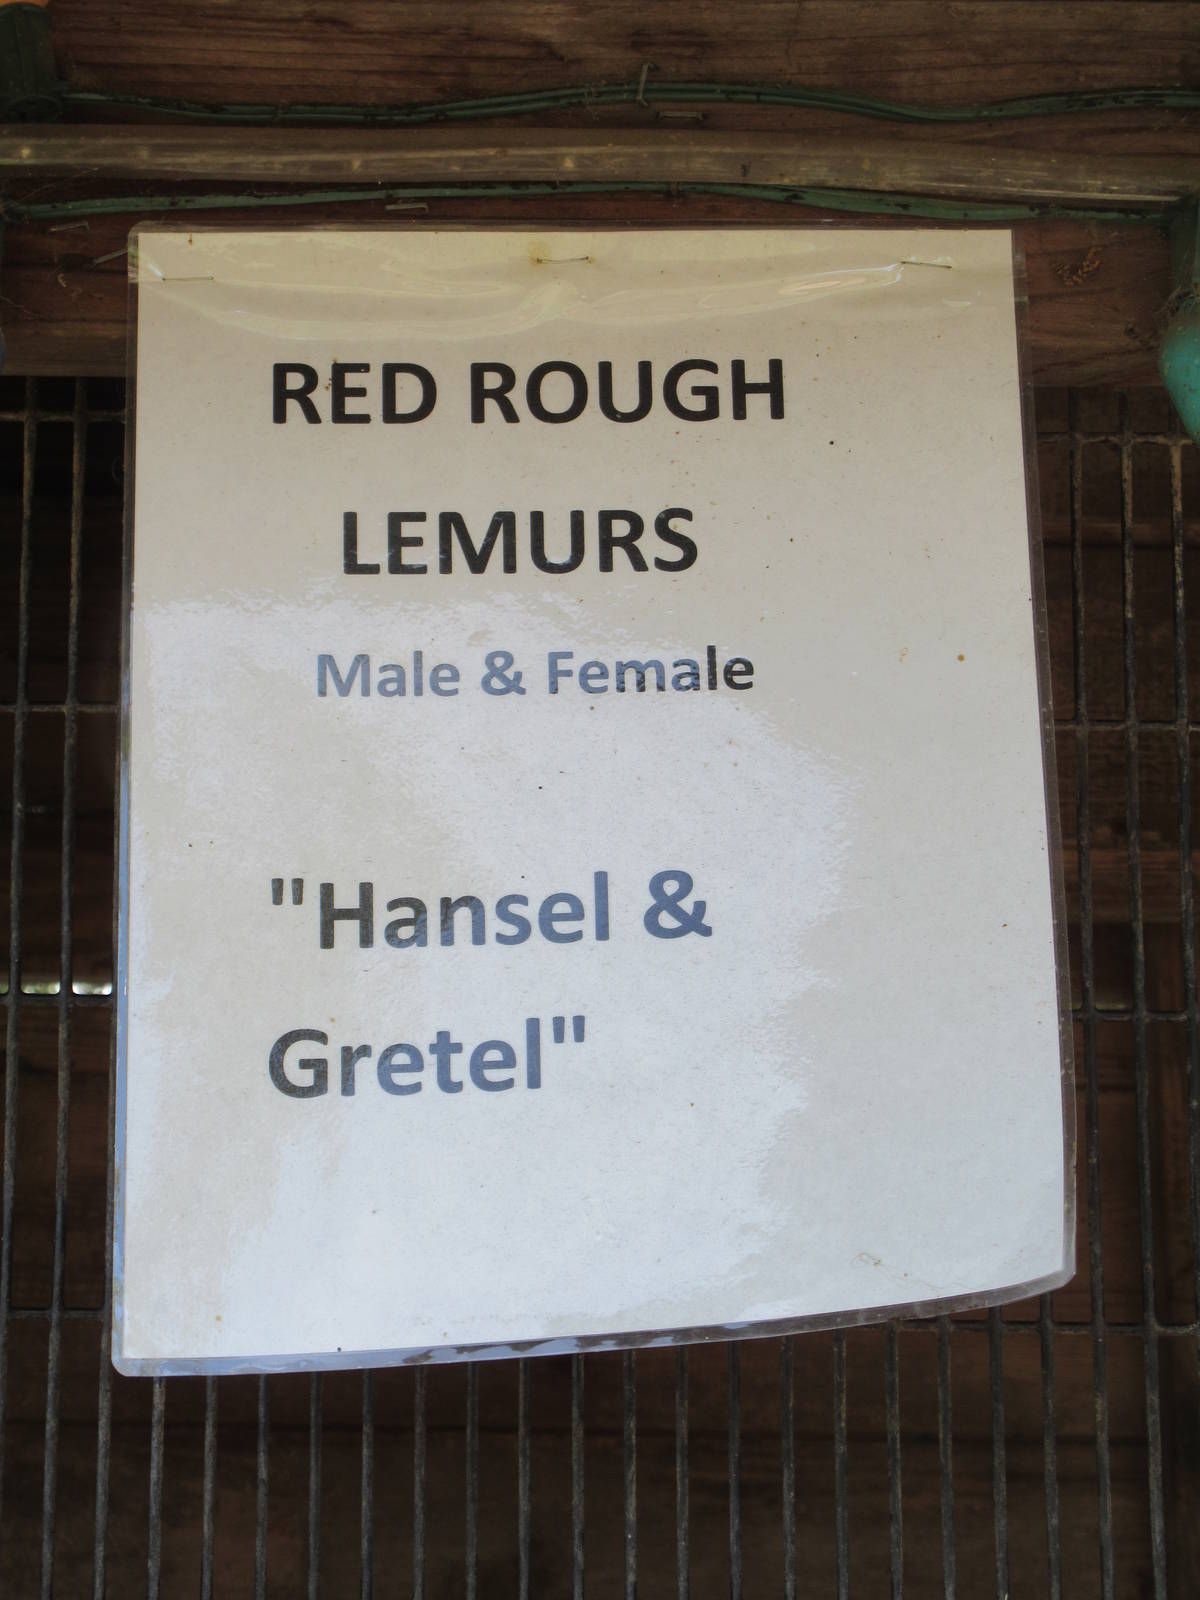 RED ROUGH
LEMURS
Male & Female
"Hansel &
Gretel"